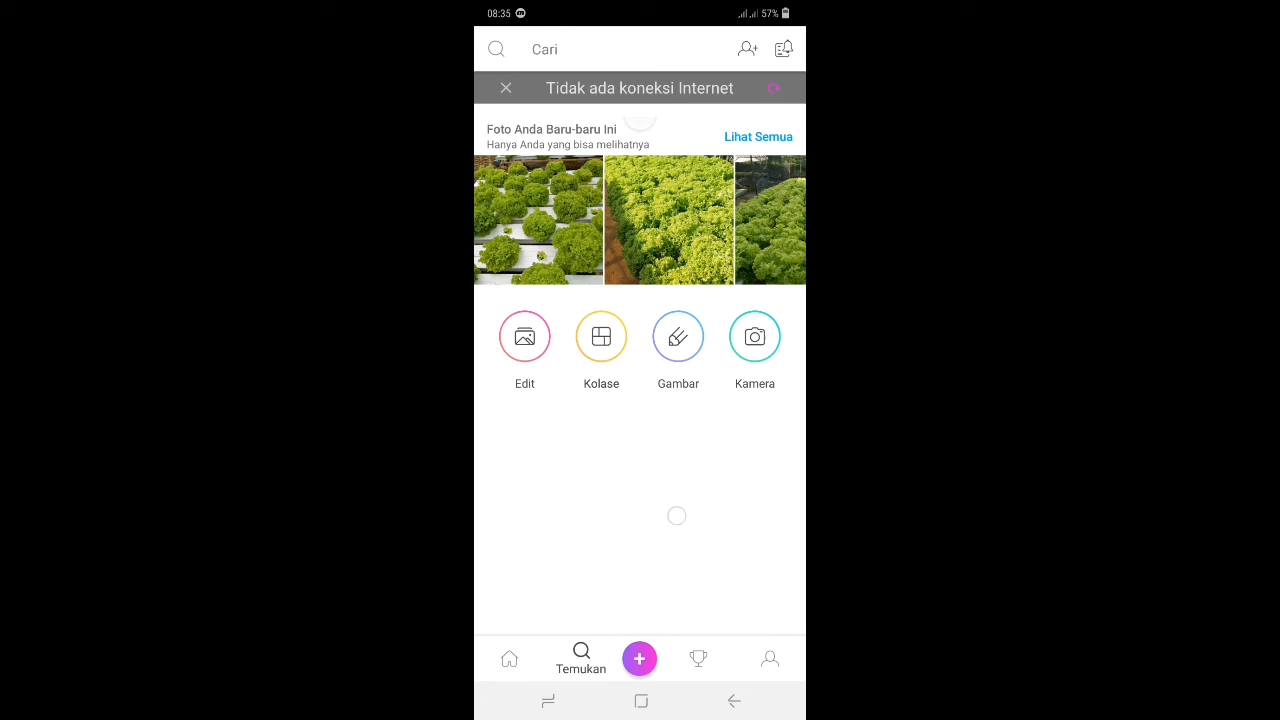 08:35
57%
Cari
Tidak ada koneksi Internet
Foto Anda Baru-baru Ini
Hanya Anda yang bisa melihatnya
Lihat Semua
Edit Kolase Gambar Kamera
Temukan